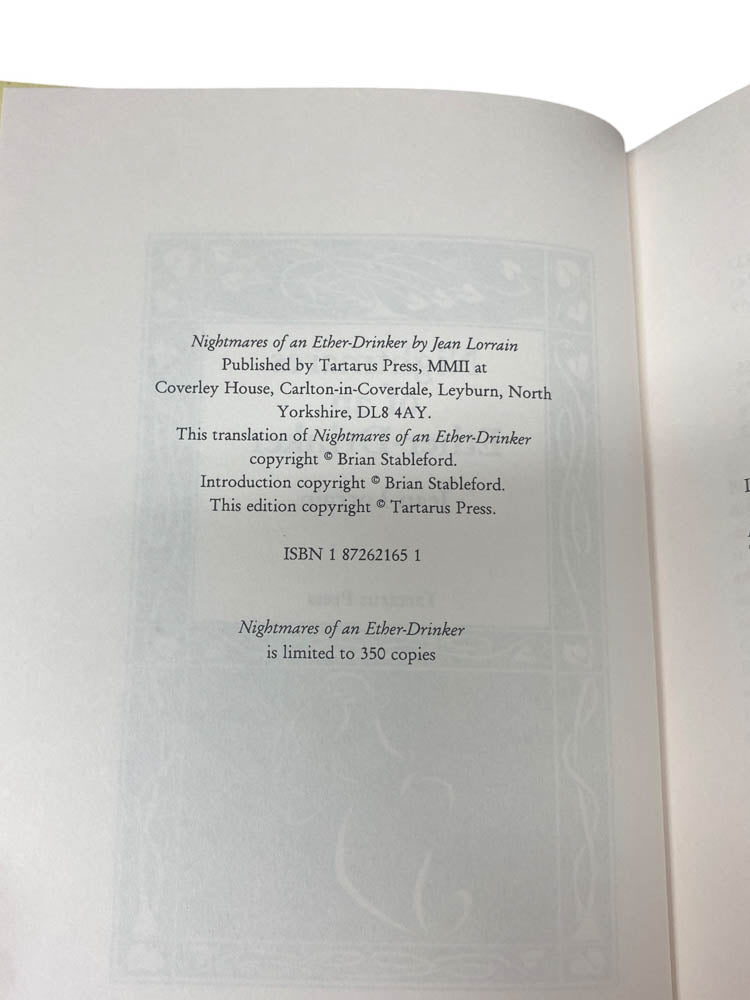 Nightmares of an Ether-Drinker by Jean Lorrain
Published by Tartarus Press, MMII at
Coverley House, Carlton-in-Coverdale, Leyburn, North
Yorkshire, DL8 4AY.
This translation of Nightmares of an Ether-Drinker
copyright © Brian Stableford.
Introduction copyright © Brian Stableford.
This edition copyright © Tartarus Press.
ISBN 1 87262165 1
Nightmares of an Ether-Drinker
is limited to 350 copies